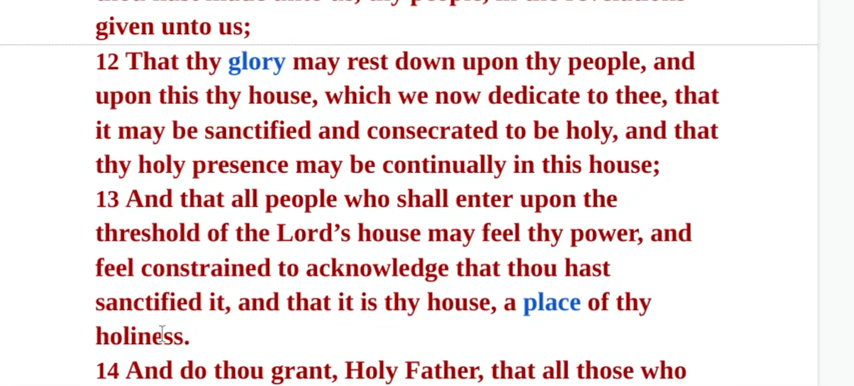 given unto us;
12 That thy glory may rest down upon thy people, and
upon this thy house, which we now dedicate to thee, that
it may be sanctified and consecrated to be holy, and that
thy holy presence may be continually in this house;
13 And that all people who shall enter upon the
threshold of the Lord’s house may feel thy power, and
feel constrained to acknowledge that thou hast
sanctified it, and that it is thy house, a place of thy
holiness.
14 And do thou grant, Holy Father, that all those who